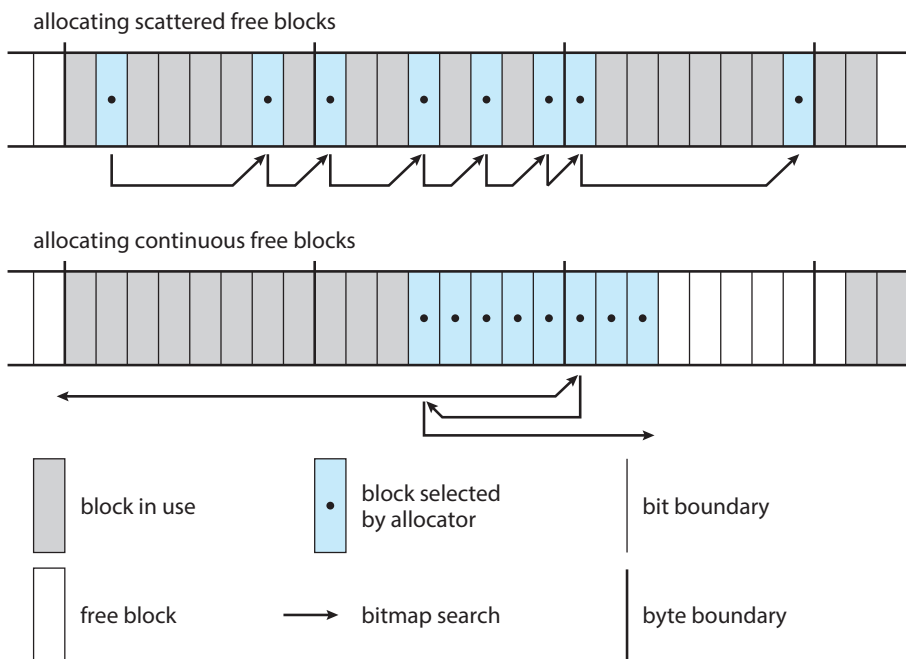 allocating scattered free blocks
allocating continuous free blocks
block in use
block selected
by allocator
bit boundary
free block
bitmap search
byte boundary